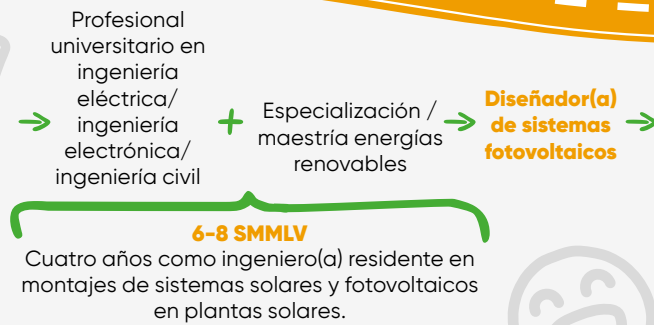 Profesional
universitario en
ingeniería
eléctrica/
ingeniería
electrónica/
ingeniería civil
+
Especialización /
maestría energías
renovables
Diseñador(a)
de sistemas
fotovoltaicos
6-8 SMMLV
Cuatro años como ingeniero(a) residente en
montajes de sistemas solares y fotovoltaicos
en plantas solares.